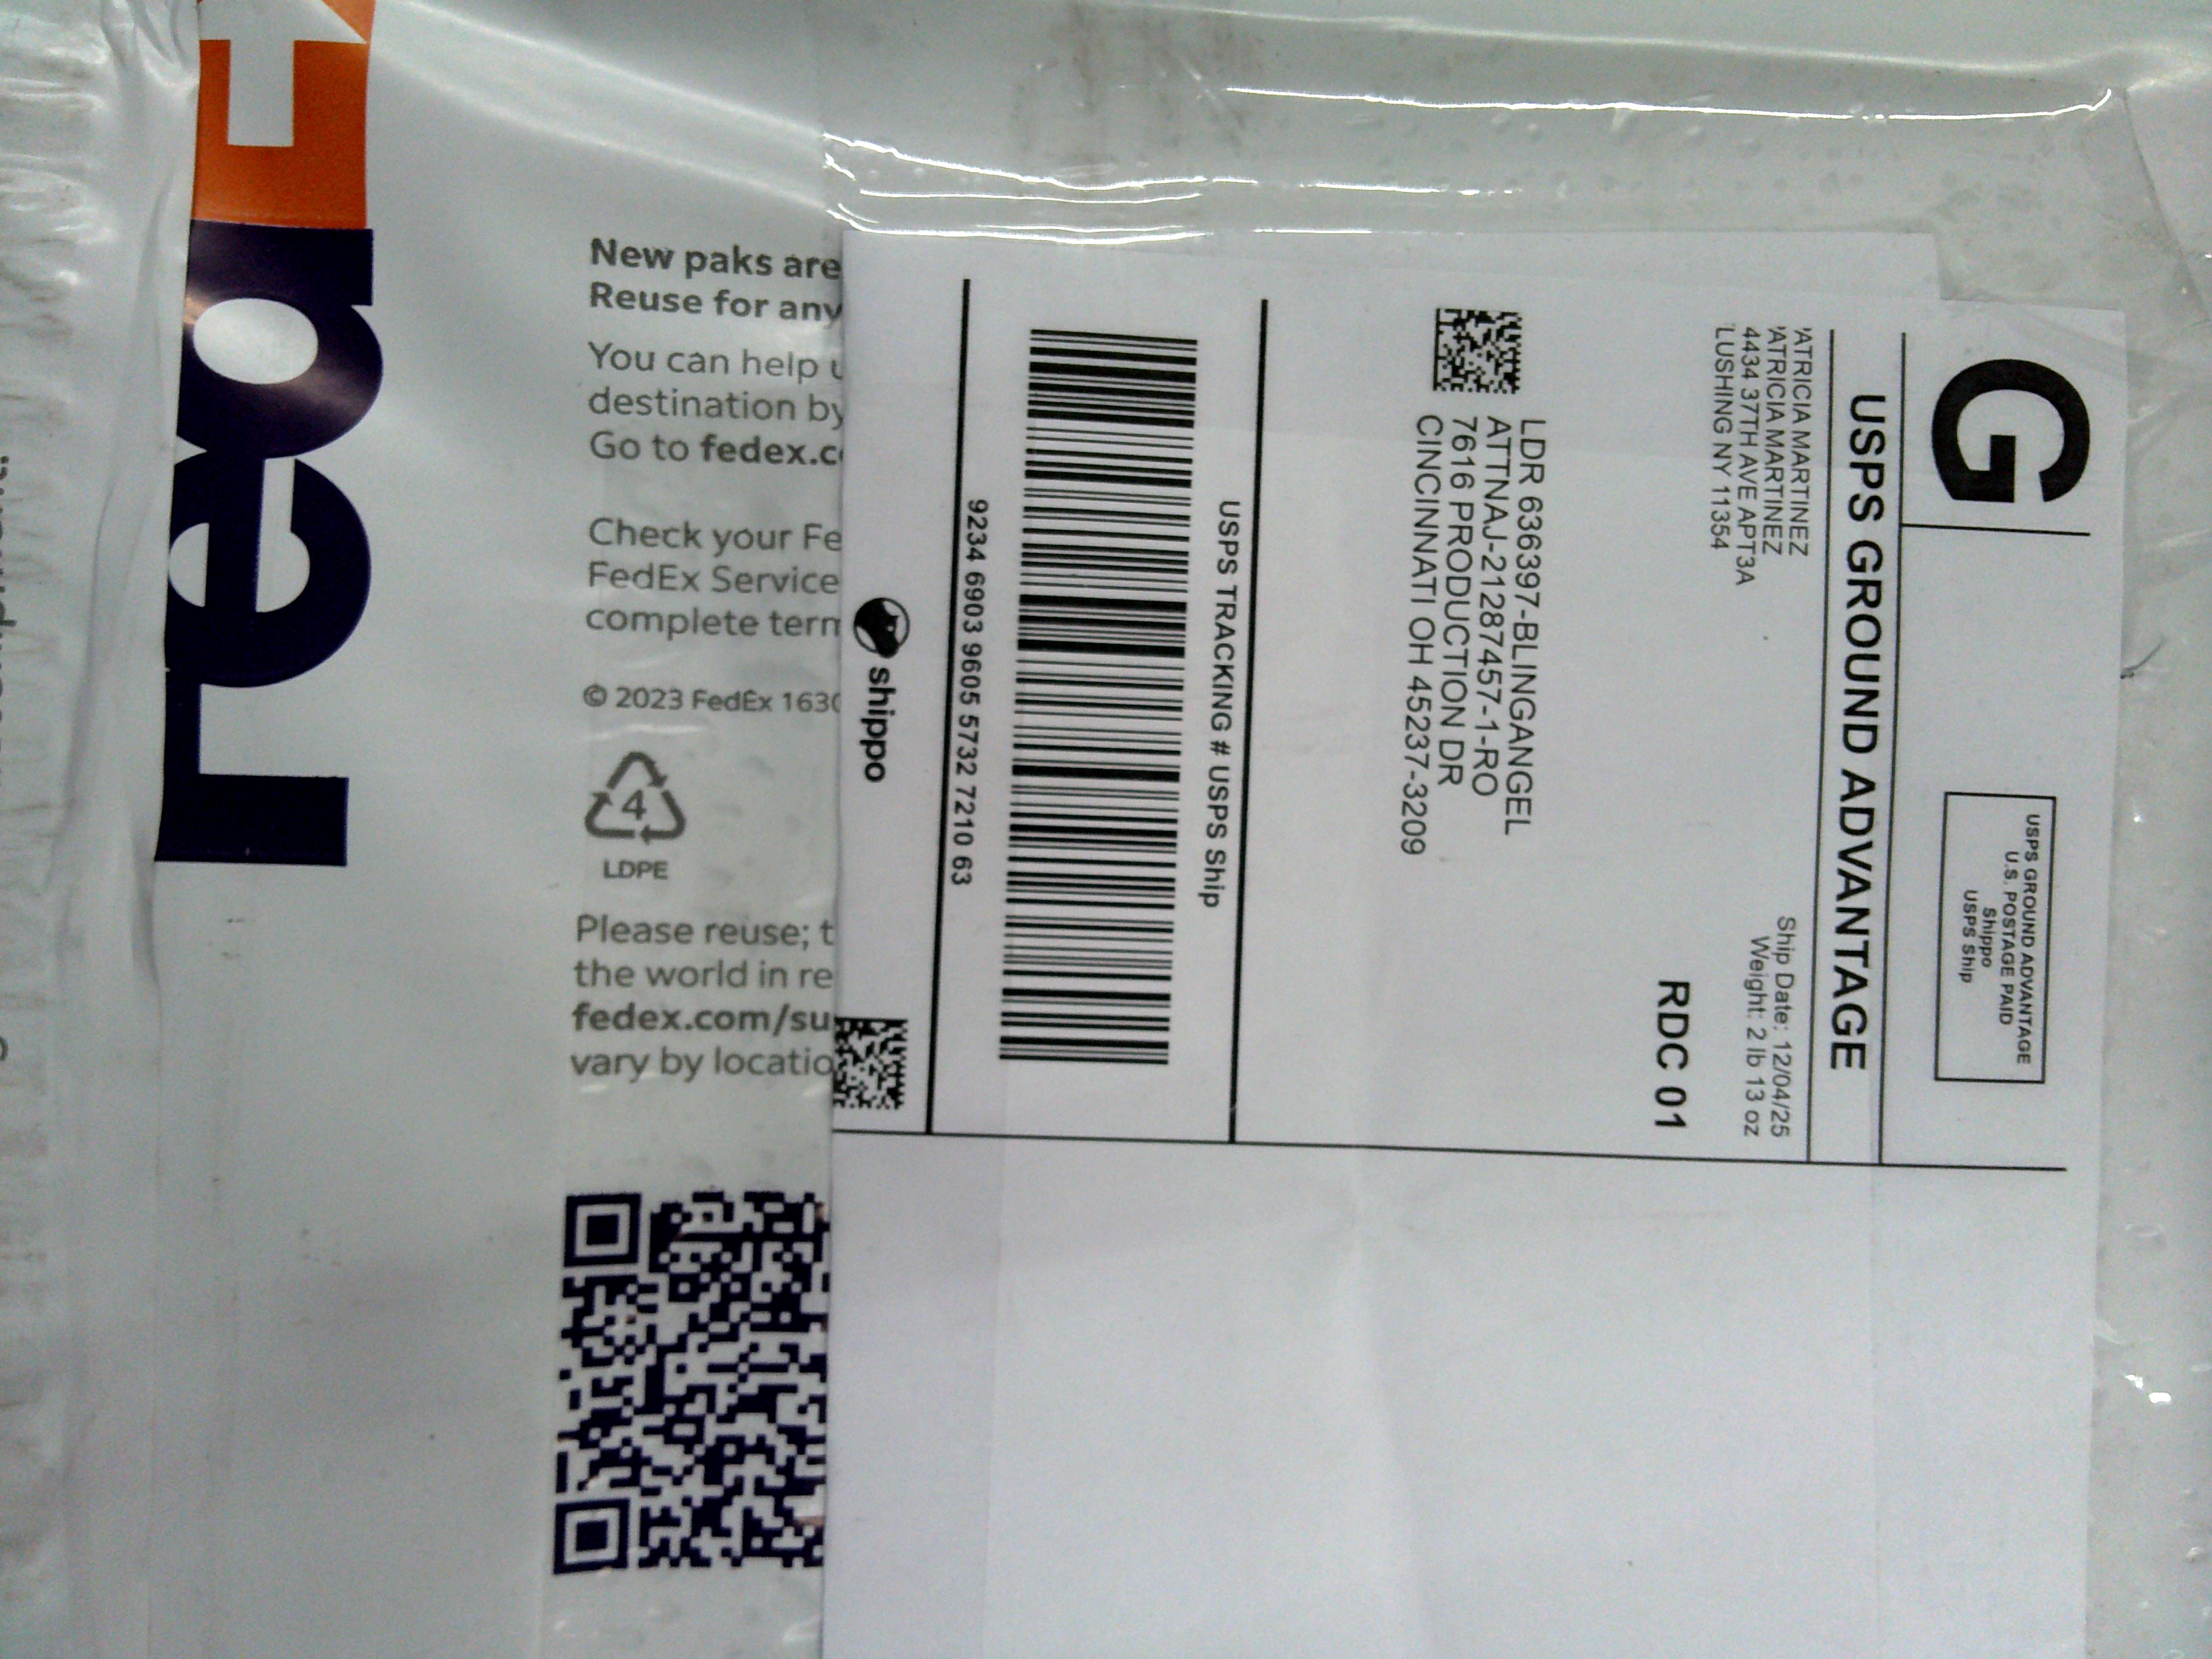 G
USPS GROUND ADVANTAGE
U.S. POSTAGE PAID
Shippo
USPS Ship
USPS GROUND ADVANTAGE
'ATRICIA MARTINEZ
'ATRICIA MARTINEZ
4434 37TH AVE APT3A
LUSHING NY 11354
Ship Date: 12/04/25
Weight: 2 lb 13 oz
RDC 01
LDR 636397-BLINGANGEL
ATTNAJ-212874457-1-RO
7616 PRODUCTION DR
CINCINNATI OH 45237-3209
USPS TRACKING # USPS Ship
9234 6903 9605 5732 7210 63
shippo
Fed
New paks are
Reuse for any
You can help
destination by
Go to fedex.c
Check your Fe
FedEx Service
complete term
© 2023 FedEx 1630
4
LDPE
Please reuse; t
the world in re
fedex.com/su
vary by locatio